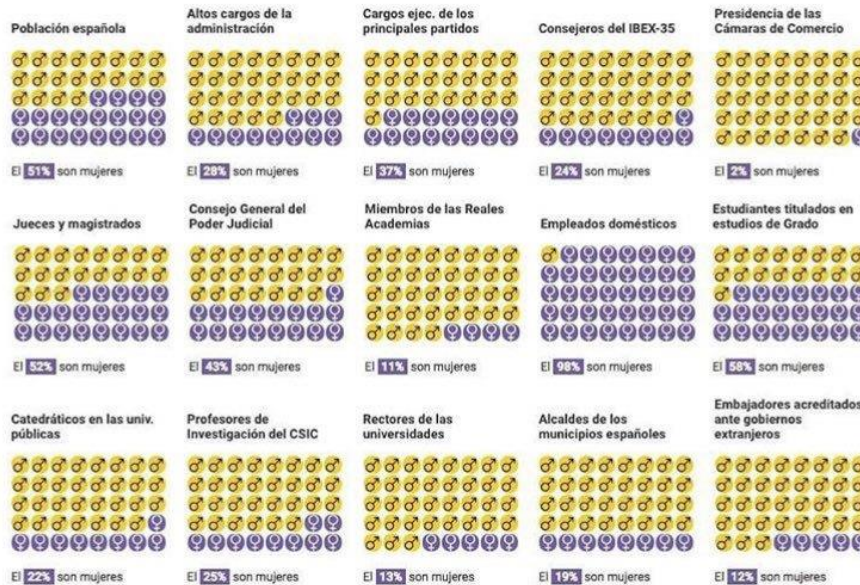 Población española
Altos cargos de la
administración
Cargos ejec. de los
principales partidos
Consejeros del IBEX-35
Presidencia de las
Cámaras de Comercio
El 51% son mujeres
El 28% son mujeres
El 37% son mujeres
El 24% son mujeres
El 2% son mujeres
Jueces y magistrados
Consejo General del
Poder Judicial
Miembros de las Reales
Academias
Empleados domésticos
Estudiantes titulados en
estudios de Grado
El 52% son mujeres
El 43% son mujeres
El 11% son mujeres
El 98% son mujeres
El 58% son mujeres
Catedráticos en las univ.
públicas
Profesores de
Investigación del CSIC
Rectores de las
universidades
Alcaldes de los
municipios españoles
Embajadores acreditados
ante gobiernos
extranjeros
El 22% son mujeres
El 25% son mujeres
El 13% son mujeres
El 19% son mujeres
El 12% son mujeres